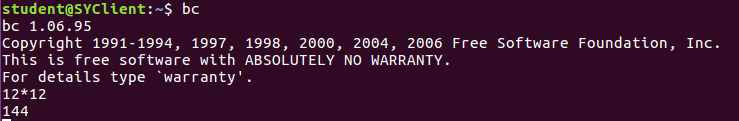 student@SYClient:~$ bc
bc 1.06.95
Copyright 1991-1994, 1997, 1998, 2000, 2004, 2006 Free Software Foundation, Inc.
This is free software with ABSOLUTELY NO WARRANTY.
For details type `warranty'.
12*12
144